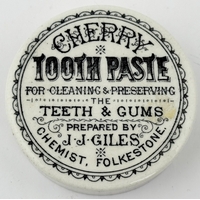 CHERRY
TOOTH PASTE
FOR CLEANING & PRESERVING
THE
TEETH & GUMS
PREPARED BY
J·J·GILES
CHEMIST, FOLKESTONE.